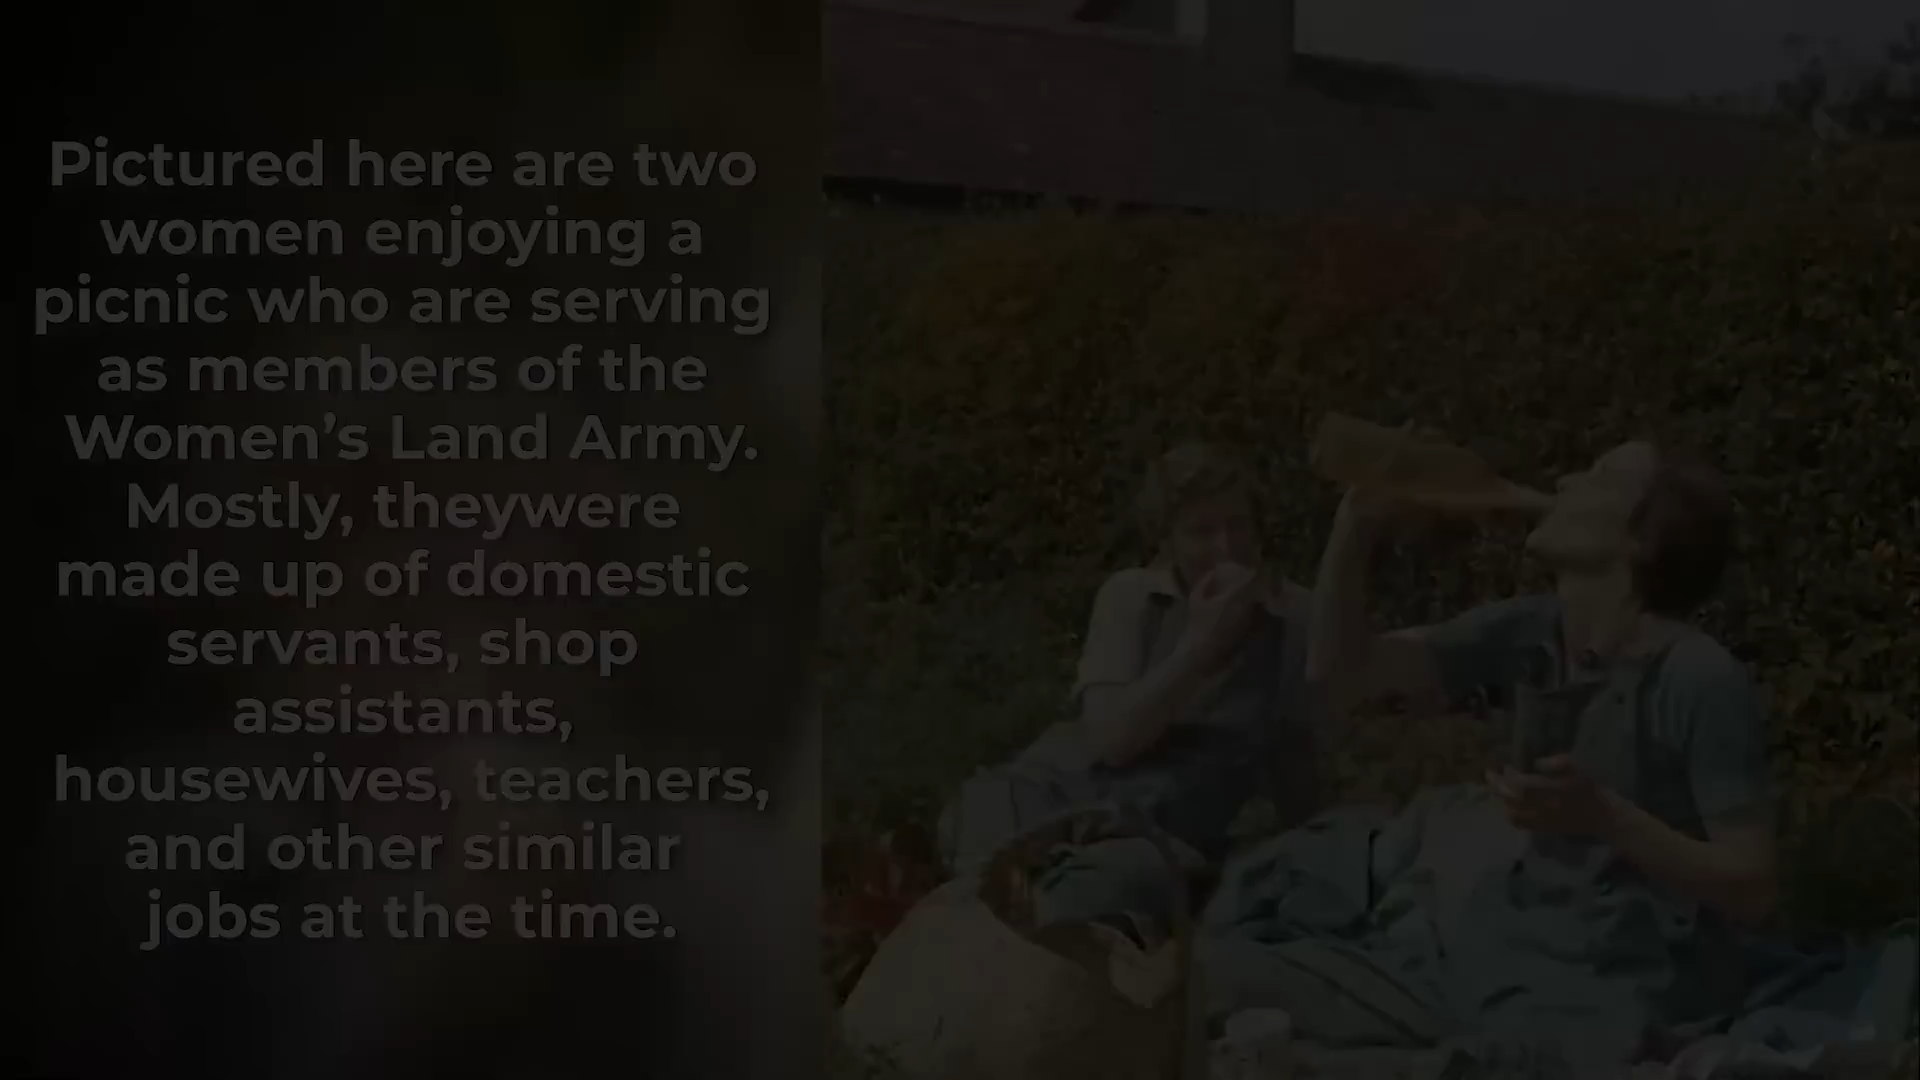 Pictured here are two
women enjoying a
picnic who are serving
as members of the
Women’s Land Army.
Mostly, theywere
made up of domestic
servants, shop
assistants,
housewives, teachers,
and other similar
jobs at the time.